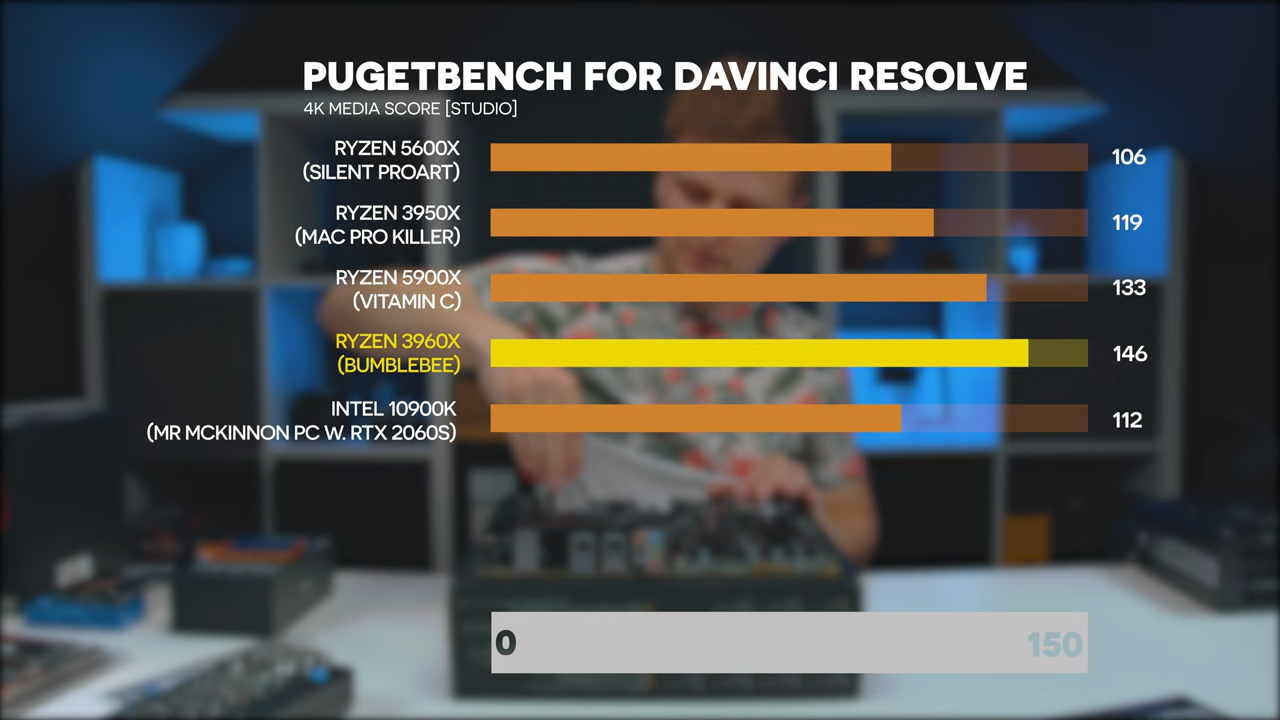 PUGETBENCH FOR DAVINCI RESOLVE
4K MEDIA SCORE [STUDIO]
RYZEN 5600X
(SILENT PROART)
106
RYZEN 3950X
(MAC PRO KILLER)
119
RYZEN 5900X
(VITAMIN C)
133
RYZEN 3960X
(BUMBLEBEE)
146
INTEL 10900K
(MR MCKINNON PC W. RTX 2060S)
112
0 150